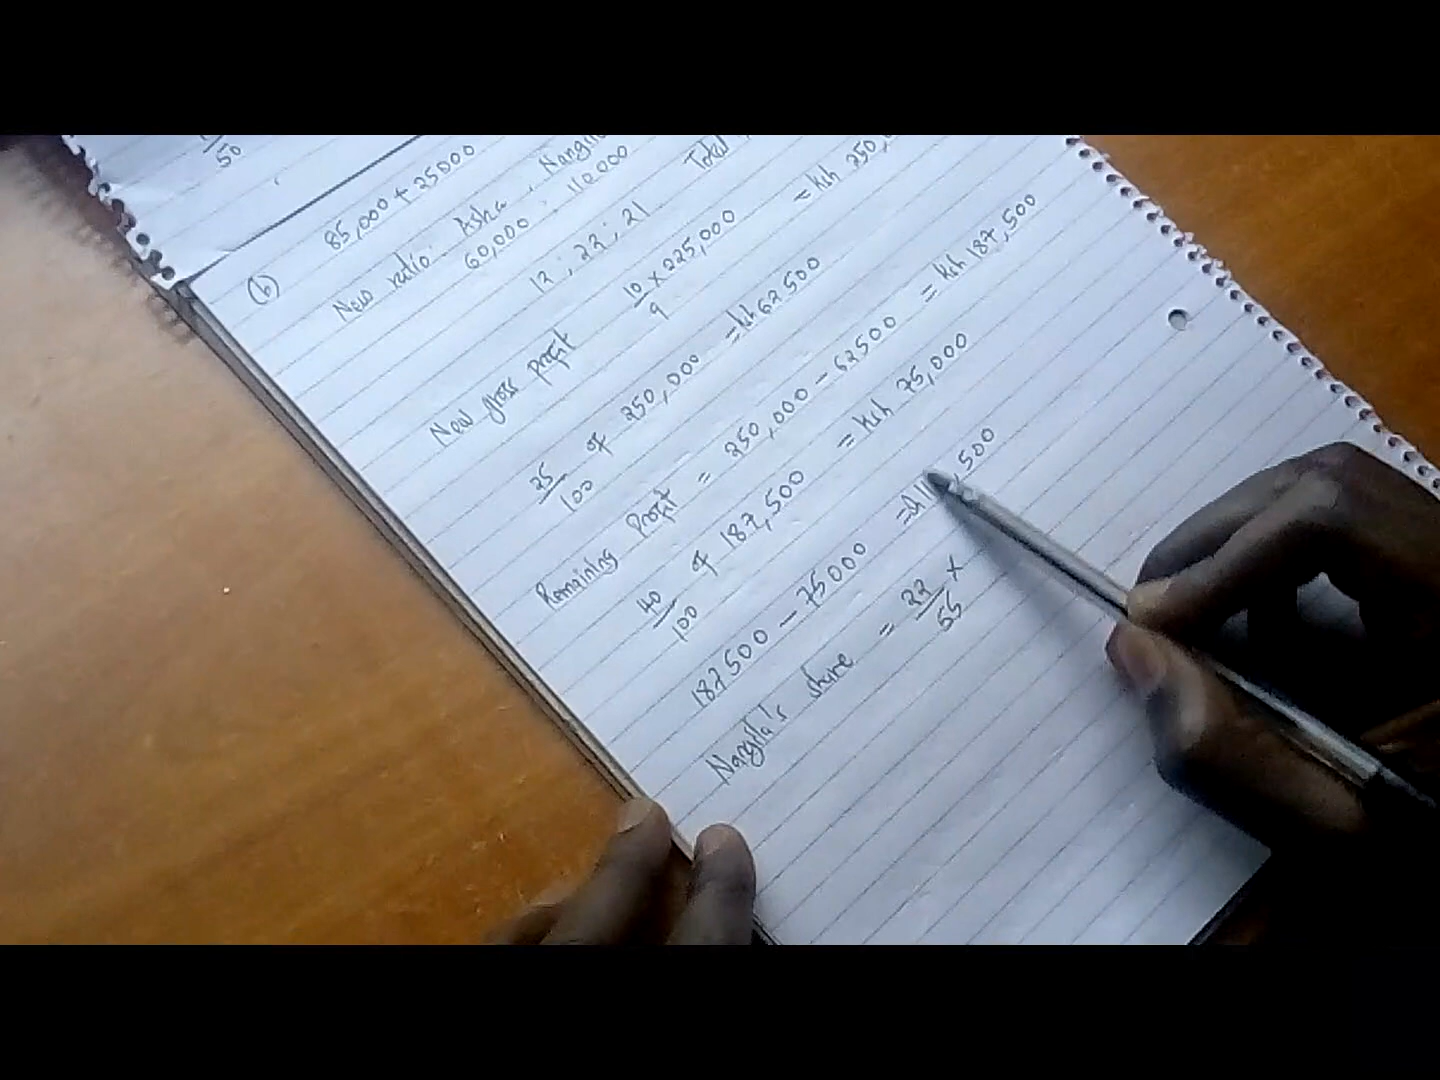 50
(b) 85,000 + 25000
New ratio: Asha : Nangila
60,000 : 110 000
12 : 22 : 21 Total
New gross profit 10/9 × 225,000 = ksh 250,
25/100 of 250,000 = ksh 62500
Remaining profit = 250,000 - 62500 = ksh 187,500
40/100 of 187,500 = ksh 75,000
187500 - 75000 = ,500
Nangila's share = 22/55 ×